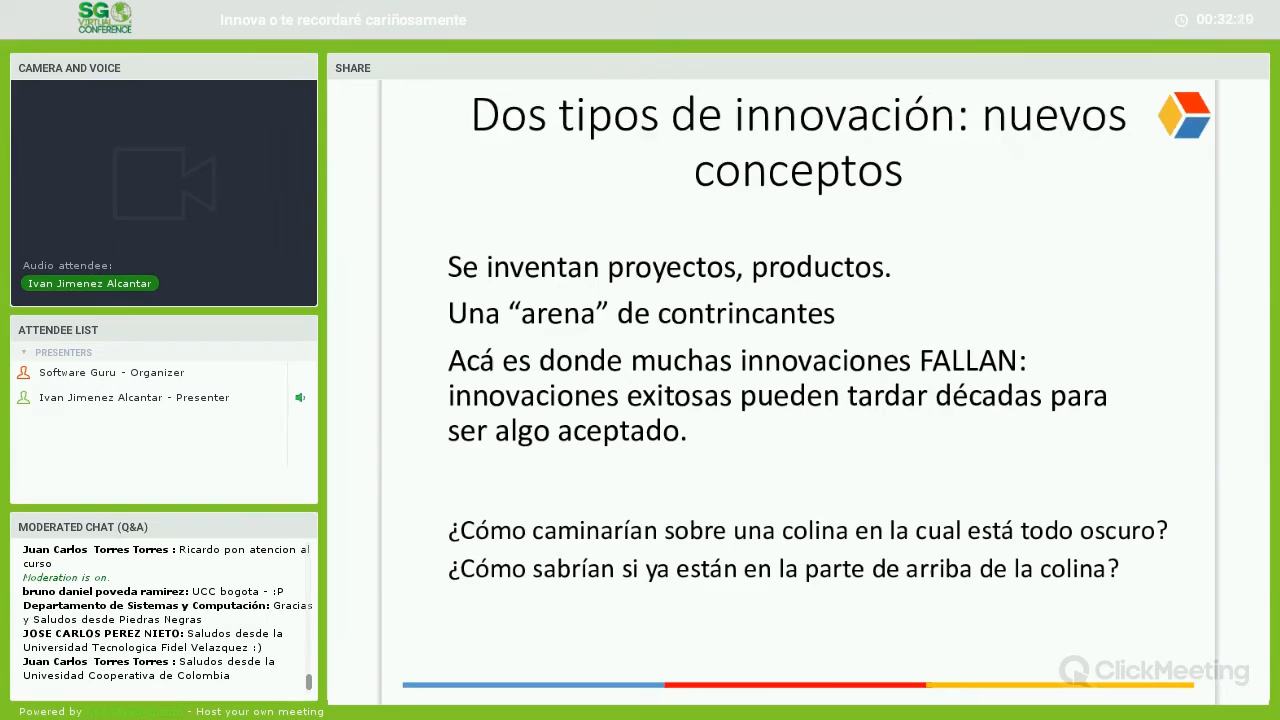 SG
VIRTUAL
CONFERENCE
Innova o te recordaré cariñosamente
CAMERA AND VOICE
Audio attendee:
Ivan Jimenez Alcantar
ATTENDEE LIST
PRESENTERS
Software Guru - Organizer
Ivan Jimenez Alcantar - Presenter
MODERATED CHAT (Q&A)
Juan Carlos Torres Torres : Ricardo pon atencion al
curso
Moderation is on.
bruno daniel poveda ramirez: UCC bogota - :P
Departamento de Sistemas y Computación: Gracias
y Saludos desde Piedras Negras
JOSE CARLOS PEREZ NIETO: Saludos desde la
Universidad Tecnologica Fidel Velazquez :)
Juan Carlos Torres Torres : Saludos desde la
Univesidad Cooperativa de Colombia
Powered by - Host your own meeting
SHARE
Dos tipos de innovación: nuevos
conceptos
Se inventan proyectos, productos.
Una “arena” de contrincantes
Acá es donde muchas innovaciones FALLAN:
innovaciones exitosas pueden tardar décadas para
ser algo aceptado.
¿Cómo caminarían sobre una colina en la cual está todo oscuro?
¿Cómo sabrían si ya están en la parte de arriba de la colina?
ClickMeeting